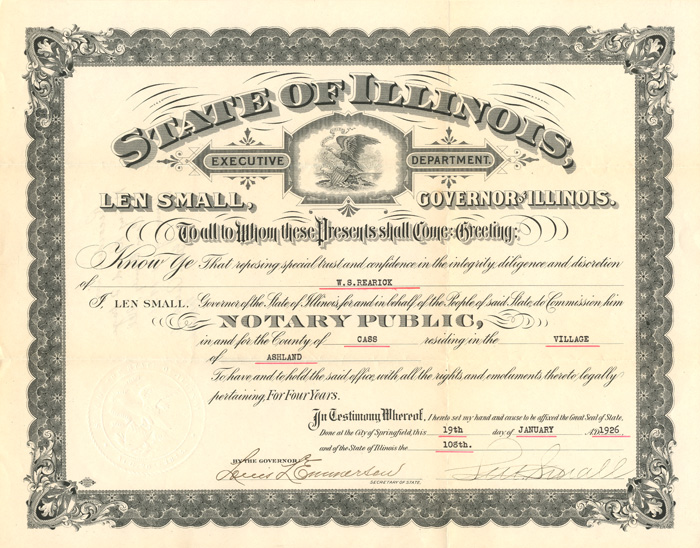 STATE OF ILLINOIS,
EXECUTIVE DEPARTMENT.
LEN SMALL, GOVERNOR OF ILLINOIS.
To all to Whom these Presents shall Come: Greeting:
Know Ye That reposing special trust and confidence in the integrity, diligence and discretion
of W.S.REARICK
I, LEN SMALL. Governor of the State of Illinois, for and in behalf of the People of said State, do Commission him
NOTARY PUBLIC,
in and for the County of CASS residing in the VILLAGE
of ASHLAND
To have and to hold the said office, with all the rights and emoluments thereto legally
pertaining, For Four Years.
In Testimony Whereof, I hereto set my hand and cause to be affixed the Great Seal of State,
Done at the City of Springfield, this 19th day of JANUARY A.D. 1926
and of the State of Illinois the 108th.
BY THE GOVERNOR:
Louis L Emmerson Len Small
SECRETARY OF STATE.